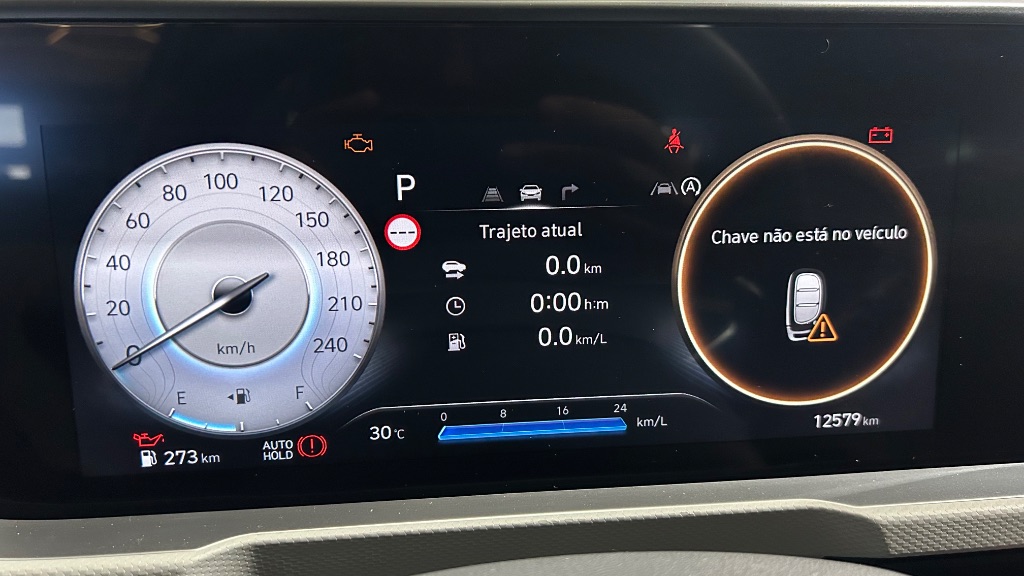 20
40
60
80
100
120
150
180
210
240
0
km/h
E
F
273 km
AUTO
HOLD
P
---
Trajeto atual
0.0 km
0:00 h:m
0.0 km/L
30 °C
0 8 16 24
km/L
A
Chave não está no veículo
12579 km